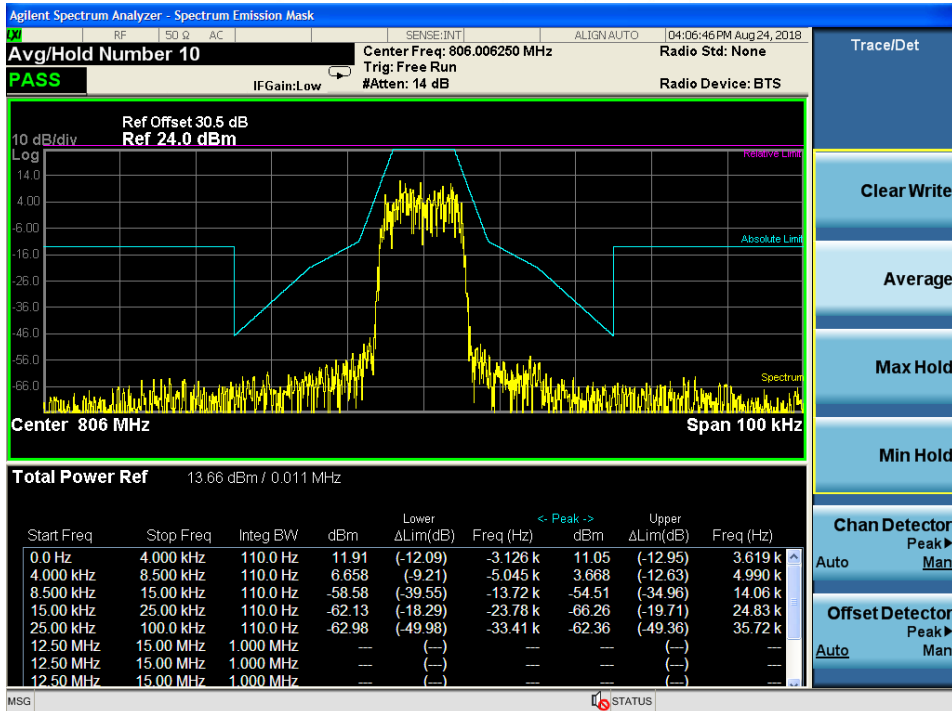 Agilent Spectrum Analyzer - Spectrum Emission Mask
LXI RF 50 Ω AC SENSE:INT ALIGN AUTO 04:06:46 PM Aug 24, 2018
Avg/Hold Number 10 Center Freq: 806.006250 MHz Radio Std: None
Trig: Free Run
PASS IFGain:Low #Atten: 14 dB Radio Device: BTS
Ref Offset 30.5 dB
10 dB/div Ref 24.0 dBm
Log
Relative Limit
14.0
4.00
-6.00
Absolute Limit
-16.0
-26.0
-36.0
-46.0
-56.0
Spectrum
-66.0
Center 806 MHz Span 100 kHz
Total Power Ref 13.66 dBm / 0.011 MHz
Lower <- Peak -> Upper
Start Freq Stop Freq Integ BW dBm ΔLim(dB) Freq (Hz) dBm ΔLim(dB) Freq (Hz)
0.0 Hz 4.000 kHz 110.0 Hz 11.91 (-12.09) -3.126 k 11.05 (-12.95) 3.619 k
4.000 kHz 8.500 kHz 110.0 Hz 6.658 (-9.21) -5.045 k 3.668 (-12.63) 4.990 k
8.500 kHz 15.00 kHz 110.0 Hz -58.58 (-39.55) -13.72 k -54.51 (-34.96) 14.06 k
15.00 kHz 25.00 kHz 110.0 Hz -62.13 (-18.29) -23.78 k -66.26 (-19.71) 24.83 k
25.00 kHz 100.0 kHz 110.0 Hz -62.98 (-49.98) -33.41 k -62.36 (-49.36) 35.72 k
12.50 MHz 15.00 MHz 1.000 MHz --- (---) --- --- (---) ---
12.50 MHz 15.00 MHz 1.000 MHz --- (---) --- --- (---) ---
12.50 MHz 15.00 MHz 1.000 MHz --- (---) --- --- (---) ---
MSG STATUS
Trace/Det
Clear Write
Average
Max Hold
Min Hold
Chan Detector
Peak▶
Auto Man
Offset Detector
Peak▶
Auto Man